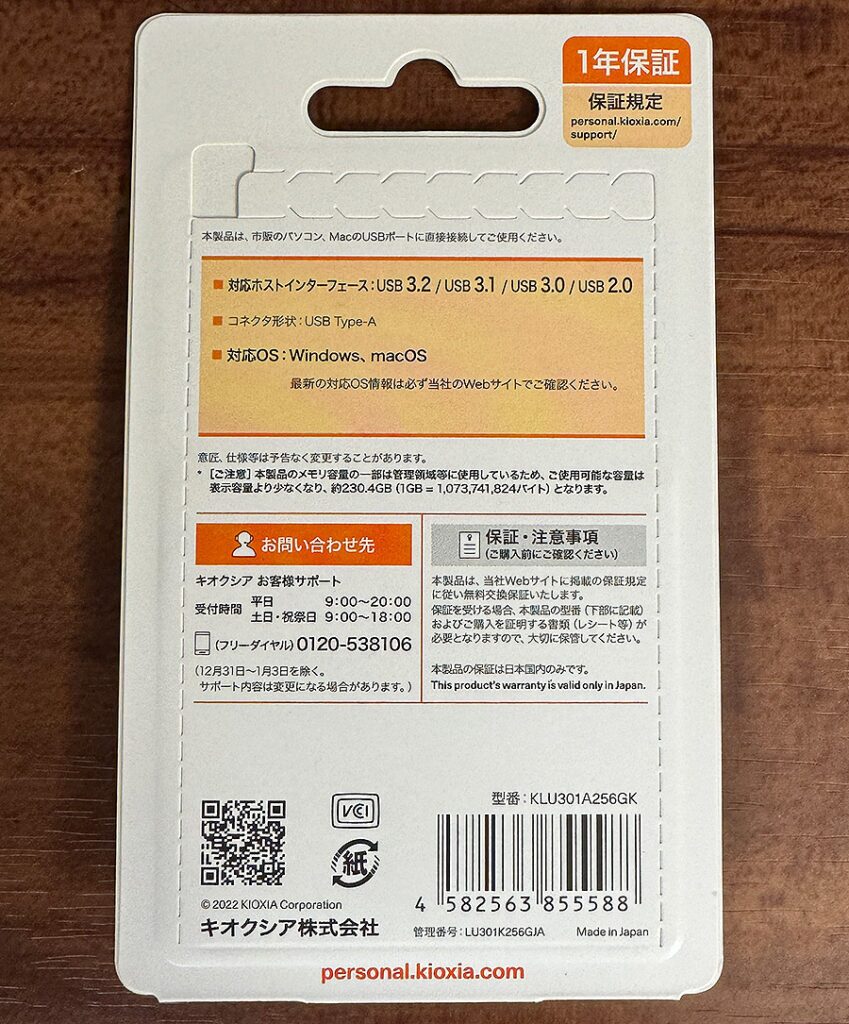 1年保証
保証規定
personal.kioxia.com/
support/
本製品は、市販のパソコン、MacのUSBポートに直接接続してご使用ください。
■ 対応ホストインターフェース：USB 3.2 / USB 3.1 / USB 3.0 / USB 2.0
■ コネクタ形状：USB Type-A
■ 対応OS：Windows、macOS
最新の対応OS情報は必ず当社のWebサイトでご確認ください。
意匠、仕様等は予告なく変更することがあります。
* ［ご注意］本製品のメモリ容量の一部は管理領域等に使用しているため、ご使用可能な容量は
表示容量より少なくなり、約230.4GB（1GB = 1,073,741,824バイト）となります。
お問い合わせ先
キオクシア お客様サポート
受付時間 平日 9:00〜20:00
土日・祝祭日 9:00〜18:00
（フリーダイヤル）0120-538106
（12月31日〜1月3日を除く。
サポート内容は変更になる場合があります。）
保証・注意事項
（ご購入前にご確認ください）
本製品は、当社Webサイトに掲載の保証規定
に従い無料交換保証いたします。
保証を受ける場合、本製品の型番（下部に記載）
およびご購入を証明する書類（レシート等）が
必要となりますので、大切に保管してください。
本製品の保証は日本国内のみです。
This product's warranty is valid only in Japan.
VCI
紙
© 2022 KIOXIA Corporation
キオクシア株式会社
型番：KLU301A256GK
4 582563 855588
管理番号：LU301K256GJA Made in Japan
personal.kioxia.com